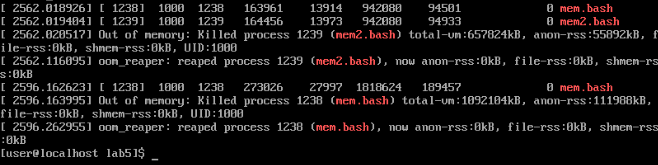 [ 2562.018926] [ 1238] 1000 1238 163961 13914 942080 94501 0 mem.bash
[ 2562.019404] [ 1239] 1000 1239 164456 13973 942080 94933 0 mem2.bash
[ 2562.020517] Out of memory: Killed process 1239 (mem2.bash) total-vm:657824kB, anon-rss:55892kB, f
ile-rss:0kB, shmem-rss:0kB, UID:1000
[ 2562.116095] oom_reaper: reaped process 1239 (mem2.bash), now anon-rss:0kB, file-rss:0kB, shmem-rs
s:0kB
[ 2596.162623] [ 1238] 1000 1238 273026 27997 1818624 189457 0 mem.bash
[ 2596.163995] Out of memory: Killed process 1238 (mem.bash) total-vm:1092104kB, anon-rss:111988kB,
file-rss:0kB, shmem-rss:0kB, UID:1000
[ 2596.262955] oom_reaper: reaped process 1238 (mem.bash), now anon-rss:0kB, file-rss:0kB, shmem-rss
:0kB
[user@localhost lab5]$ _